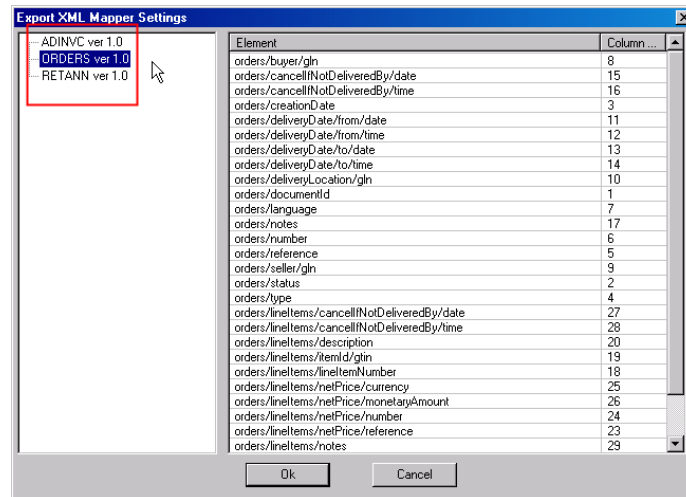 Export XML Mapper Settings
ADINVC ver 1.0
ORDERS ver 1.0
RETANN ver 1.0
Element Column ...
orders/buyer/gln 8
orders/cancelIfNotDeliveredBy/date 15
orders/cancelIfNotDeliveredBy/time 16
orders/creationDate 3
orders/deliveryDate/from/date 11
orders/deliveryDate/from/time 12
orders/deliveryDate/to/date 13
orders/deliveryDate/to/time 14
orders/deliveryLocation/gln 10
orders/documentId 1
orders/language 7
orders/notes 17
orders/number 6
orders/reference 5
orders/seller/gln 9
orders/status 2
orders/type 4
orders/lineItems/cancelIfNotDeliveredBy/date 27
orders/lineItems/cancelIfNotDeliveredBy/time 28
orders/lineItems/description 20
orders/lineItems/itemId/gtin 19
orders/lineItems/lineItemNumber 18
orders/lineItems/netPrice/currency 25
orders/lineItems/netPrice/monetaryAmount 26
orders/lineItems/netPrice/number 24
orders/lineItems/netPrice/reference 23
orders/lineItems/notes 29
Ok Cancel